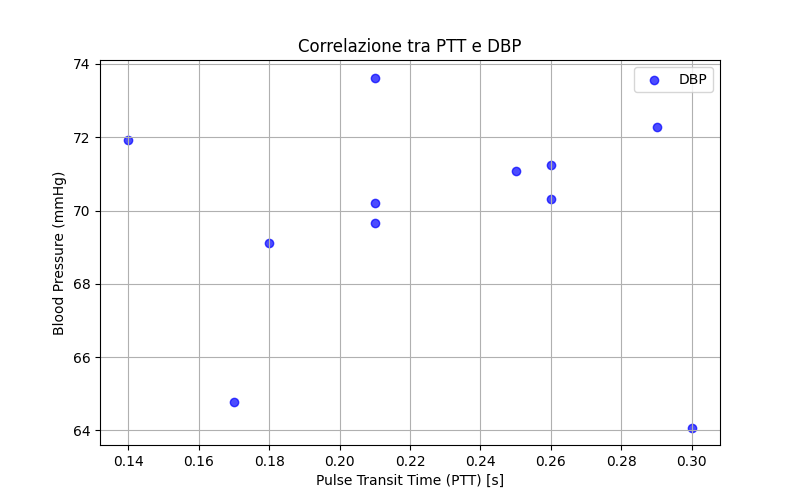 Correlazione tra PTT e DBP
DBP
Blood Pressure (mmHg)
74
72
70
68
66
64
0.14 0.16 0.18 0.20 0.22 0.24 0.26 0.28 0.30
Pulse Transit Time (PTT) [s]